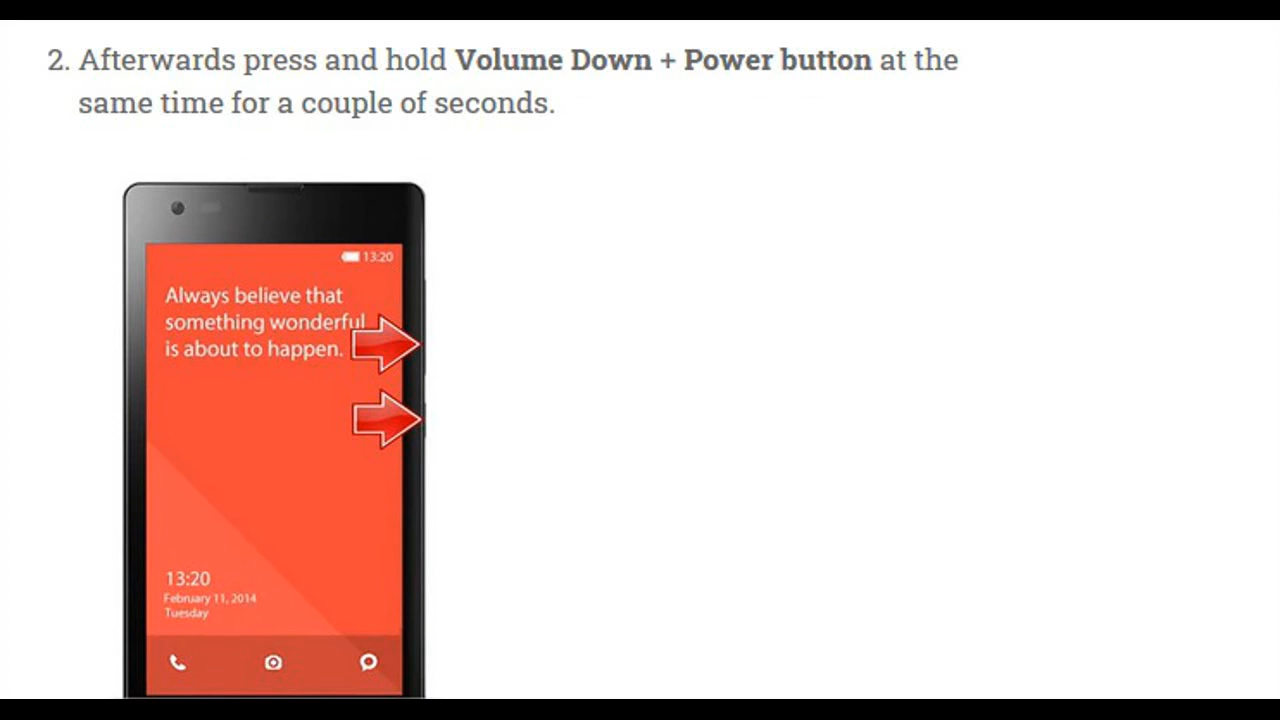 2. Afterwards press and hold Volume Down + Power button at the
same time for a couple of seconds.
13:20
Always believe that
something wonderful
is about to happen.
13:20
February 11, 2014
Tuesday